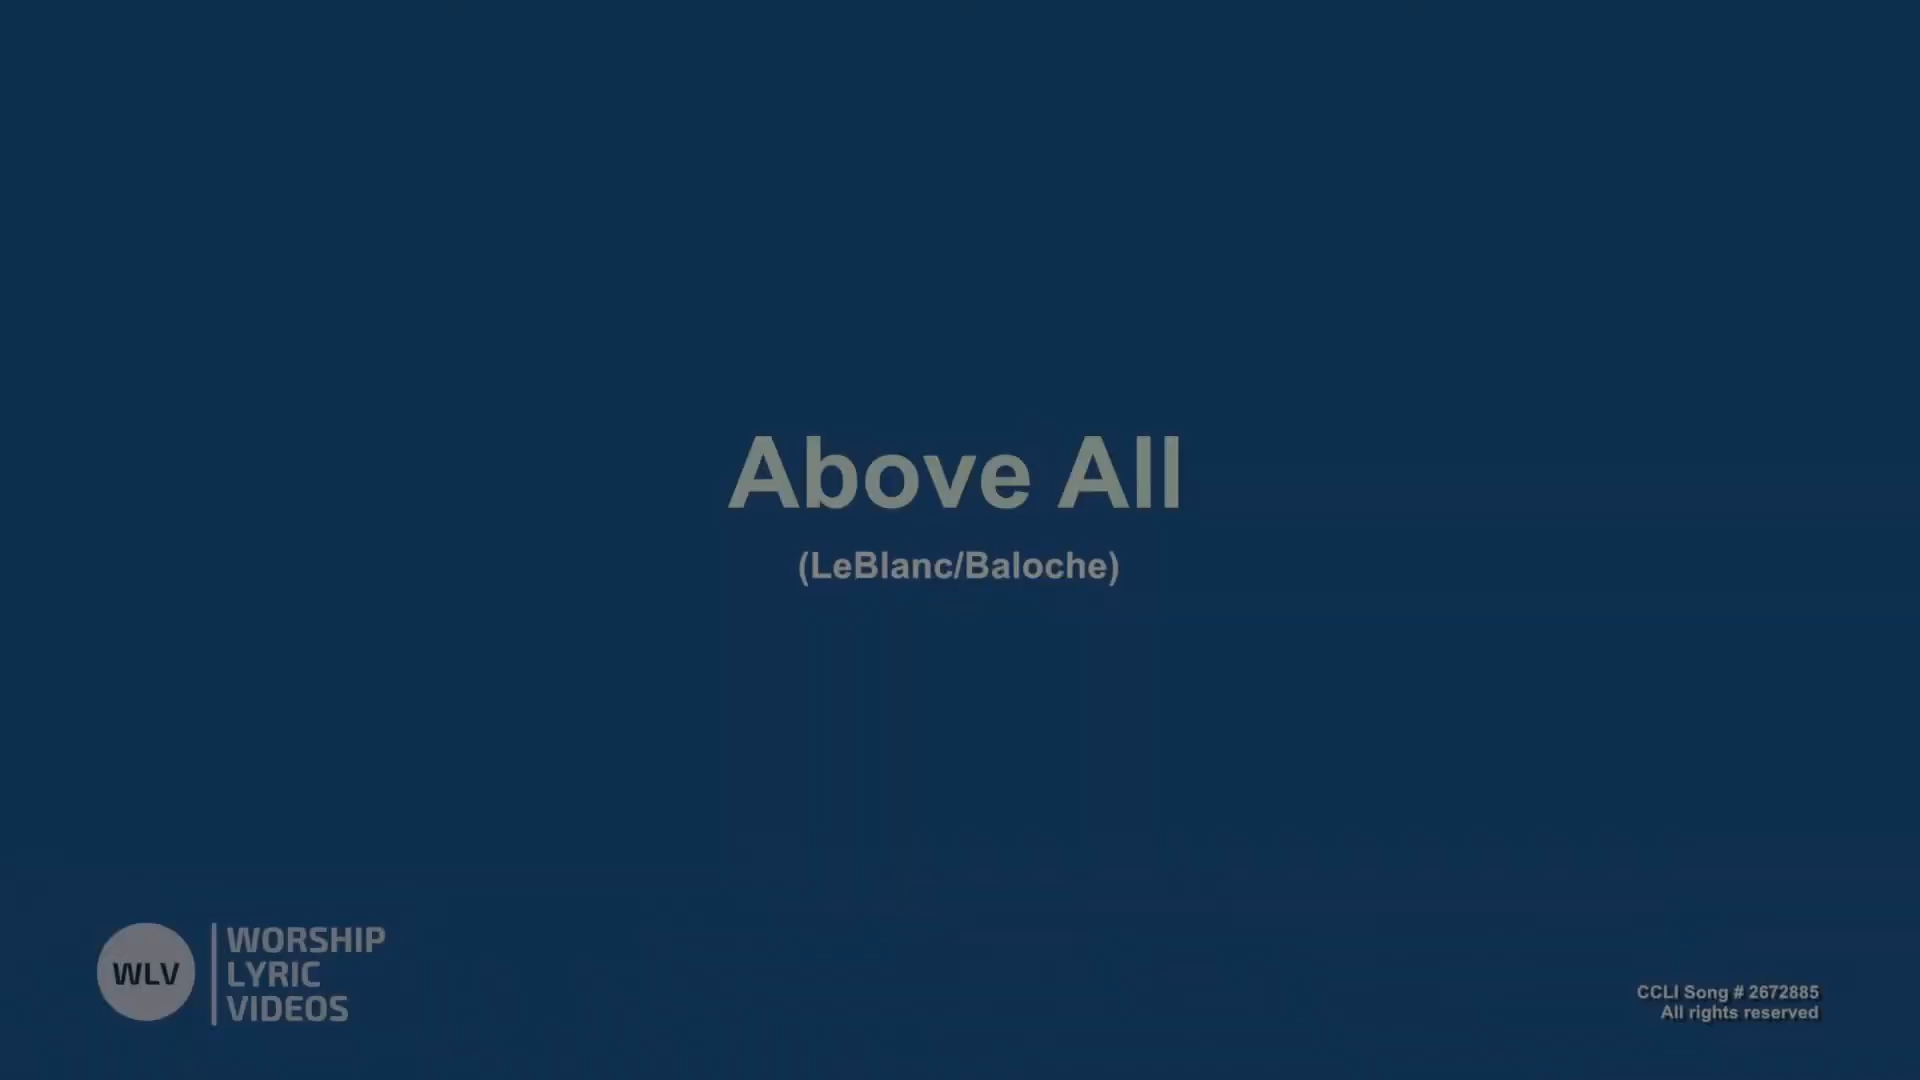 Above All
(LeBlanc/Baloche)
WLV
WORSHIP
LYRIC
VIDEOS
CCLI Song # 2672885
All rights reserved